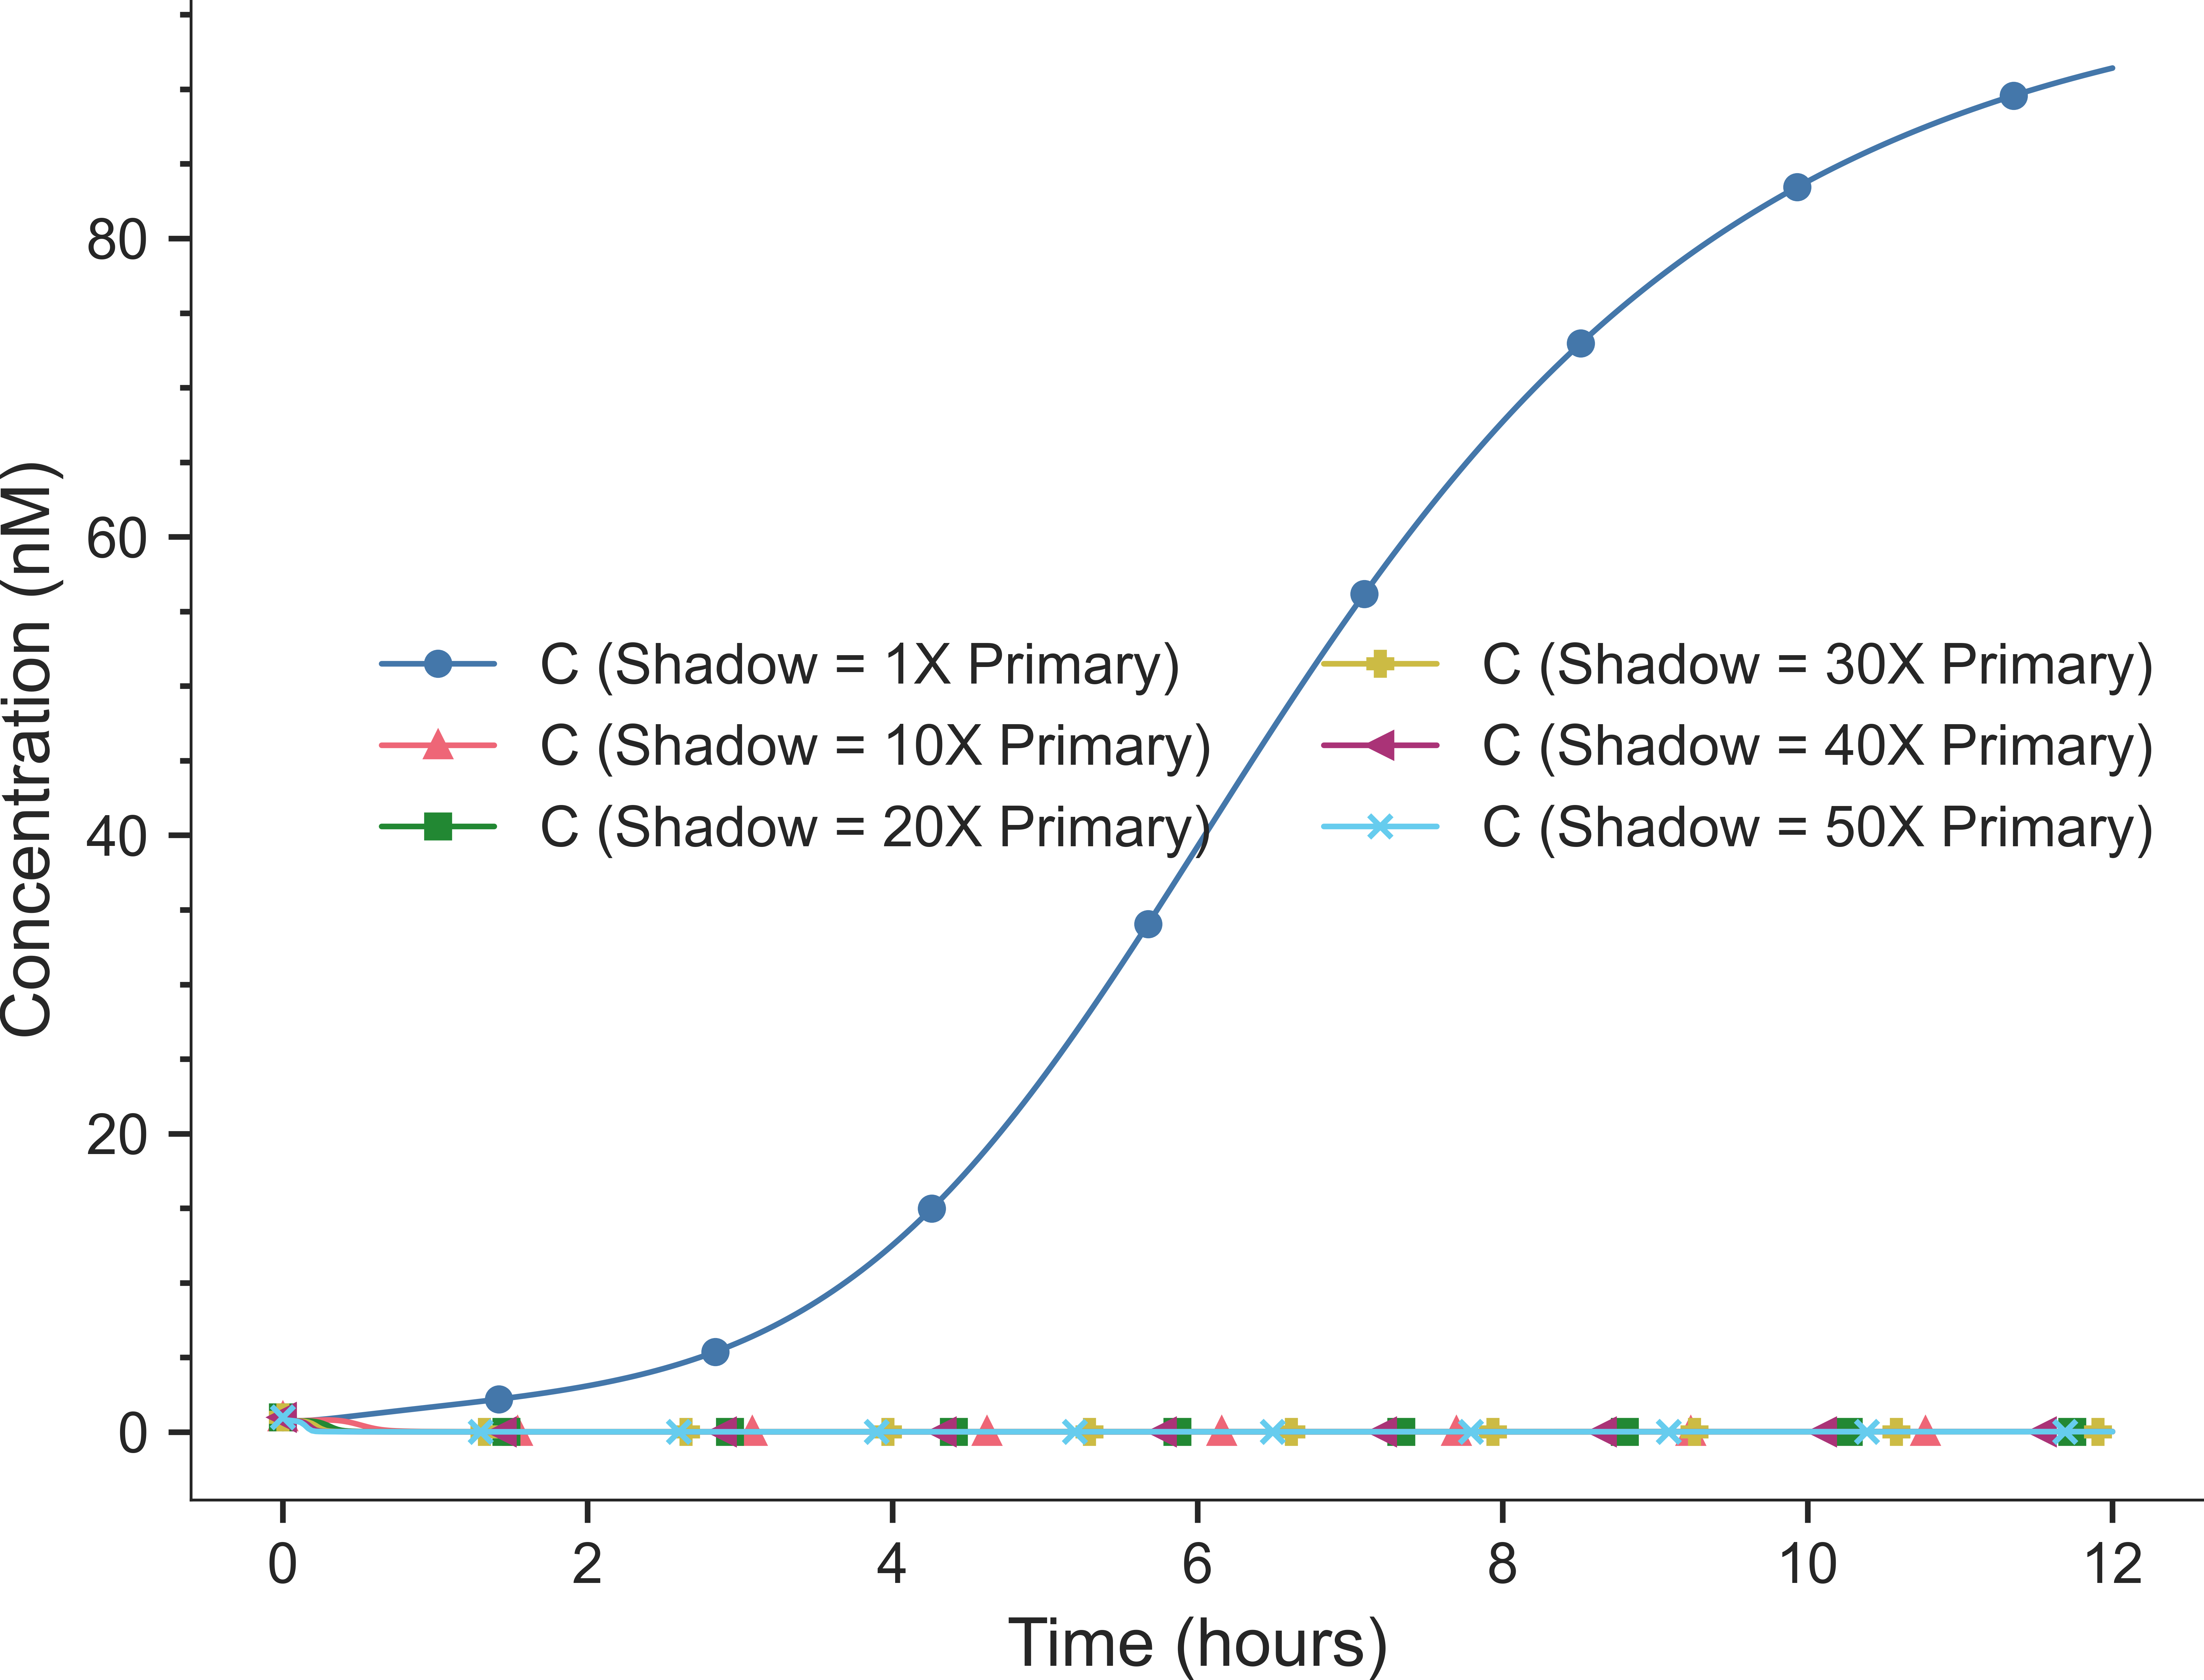 Concentration (nM)
80
60
40
20
0
C (Shadow = 1X Primary)
C (Shadow = 10X Primary)
C (Shadow = 20X Primary)
C (Shadow = 30X Primary)
C (Shadow = 40X Primary)
C (Shadow = 50X Primary)
0 2 4 6 8 10 12
Time (hours)